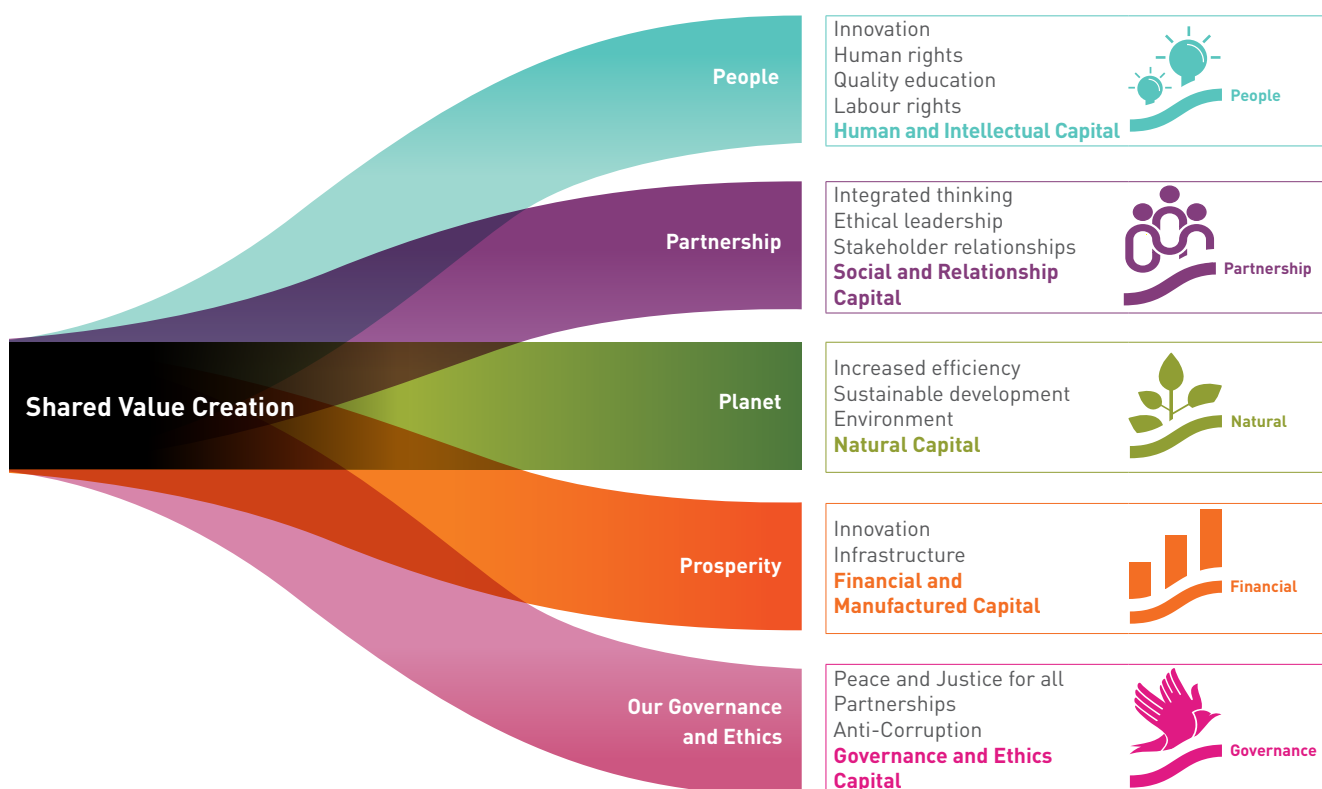 People
Innovation
Human rights
Quality education
Labour rights
Human and Intellectual Capital
People
Partnership
Integrated thinking
Ethical leadership
Stakeholder relationships
Social and Relationship
Capital
Partnership
Shared Value Creation
Planet
Increased efficiency
Sustainable development
Environment
Natural Capital
Natural
Prosperity
Innovation
Infrastructure
Financial and
Manufactured Capital
Financial
Our Governance
and Ethics
Peace and Justice for all
Partnerships
Anti-Corruption
Governance and Ethics
Capital
Governance